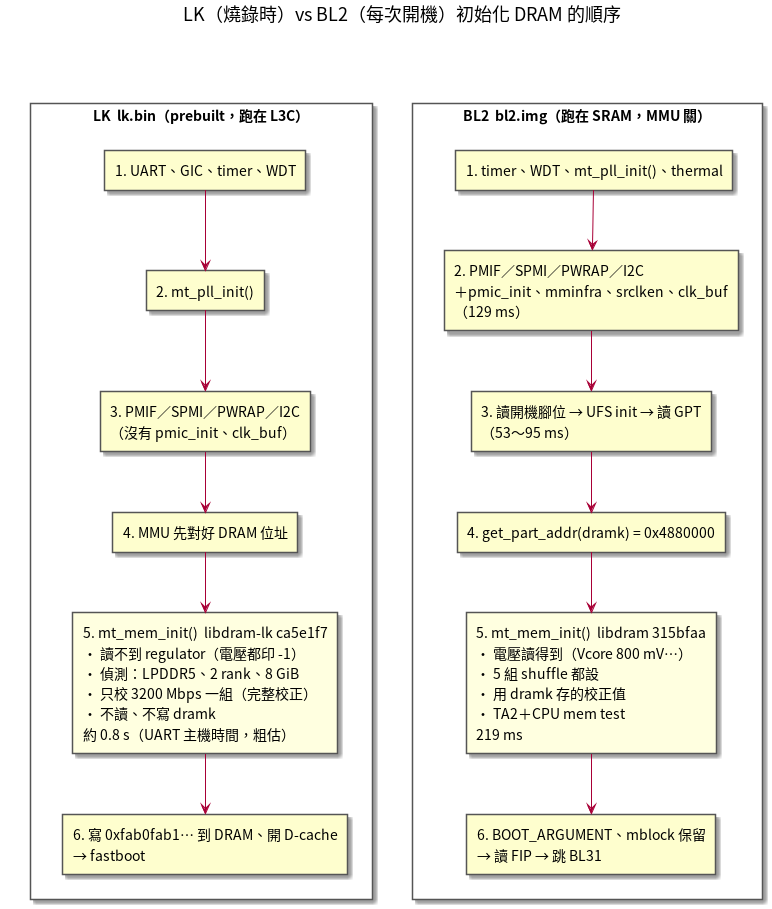 LK（燒錄時）vs BL2（每次開機）初始化 DRAM 的順序
LK lk.bin（prebuilt，跑在 L3C）
1. UART、GIC、timer、WDT
2. mt_pll_init()
3. PMIF／SPMI／PWRAP／I2C
（沒有 pmic_init、clk_buf）
4. MMU 先對好 DRAM 位址
5. mt_mem_init() libdram-lk ca5e1f7
• 讀不到 regulator（電壓都印 -1）
• 偵測：LPDDR5、2 rank、8 GiB
• 只校 3200 Mbps 一組（完整校正）
• 不讀、不寫 dramk
約 0.8 s（UART 主機時間，粗估）
6. 寫 0xfab0fab1… 到 DRAM、開 D-cache
→ fastboot
BL2 bl2.img（跑在 SRAM，MMU 關）
1. timer、WDT、mt_pll_init()、thermal
2. PMIF／SPMI／PWRAP／I2C
＋pmic_init、mminfra、srclken、clk_buf
（129 ms）
3. 讀開機腳位 → UFS init → 讀 GPT
（53～95 ms）
4. get_part_addr(dramk) = 0x4880000
5. mt_mem_init() libdram 315bfaa
• 電壓讀得到（Vcore 800 mV…）
• 5 組 shuffle 都設
• 用 dramk 存的校正值
• TA2＋CPU mem test
219 ms
6. BOOT_ARGUMENT、mblock 保留
→ 讀 FIP → 跳 BL31